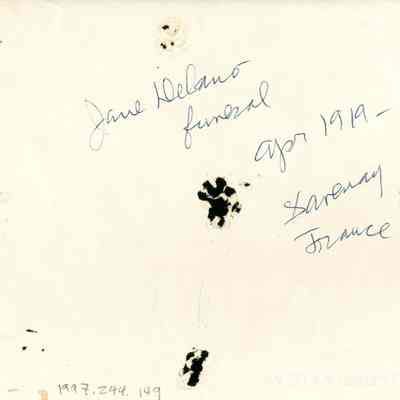 Jane Delano
funeral
Apr 1919 -
Savenay
France
- 1997.244.149